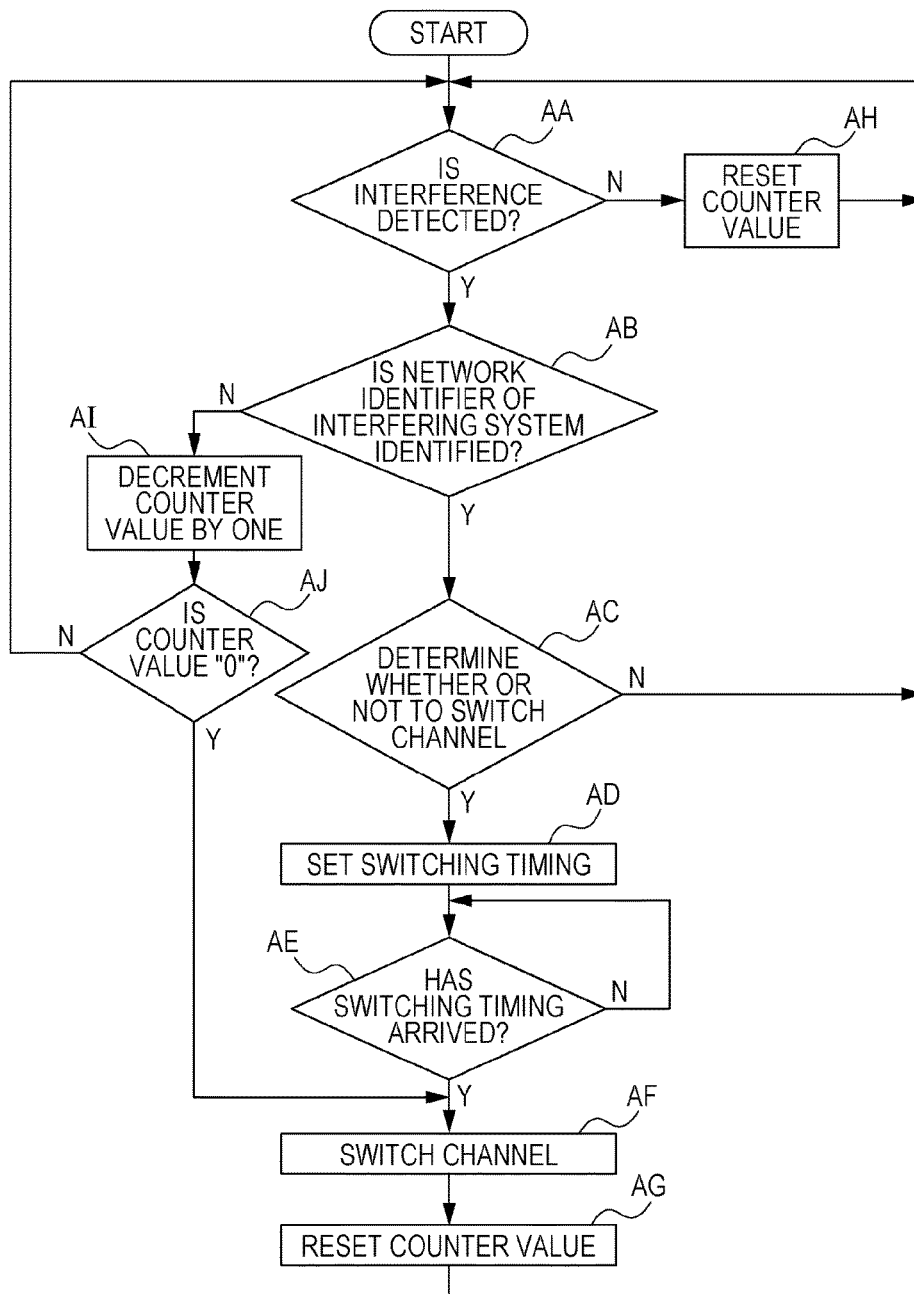 START
AA
IS
INTERFERENCE
DETECTED?
N
Y
AH
RESET
COUNTER
VALUE
AB
IS NETWORK
IDENTIFIER OF
INTERFERING SYSTEM
IDENTIFIED?
N
Y
AI
DECREMENT
COUNTER
VALUE BY ONE
AJ
IS
COUNTER
VALUE "0"?
N
Y
AC
DETERMINE
WHETHER OR
NOT TO SWITCH
CHANNEL
N
Y
AD
SET SWITCHING TIMING
AE
HAS
SWITCHING TIMING
ARRIVED?
N
Y
AF
SWITCH CHANNEL
AG
RESET COUNTER VALUE